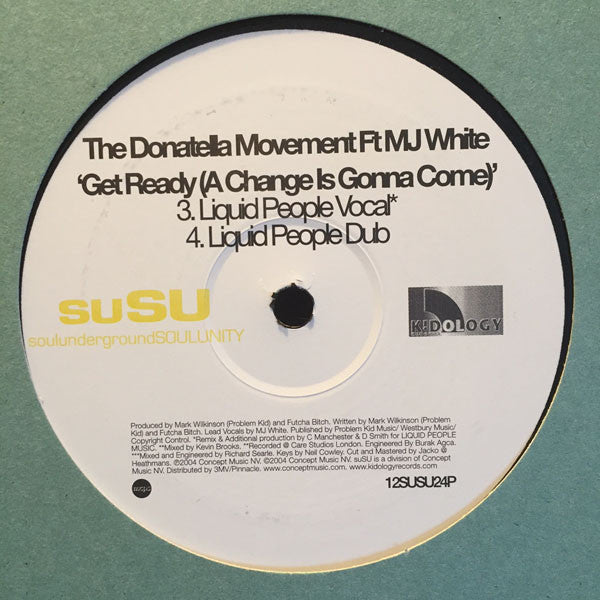 The Donatella Movement Ft MJ White
‘Get Ready (A Change Is Gonna Come)’
3. Liquid People Vocal*
4. Liquid People Dub
suSU
soulundergroundSOULUNITY
KIDOLOGY
Produced by Mark Wilkinson (Problem Kid) and Futcha Bitch. Written by Mark Wilkinson (Problem
Kid) and Futcha Bitch. Lead Vocals by MJ White. Published by Problem Kid Music/ Westbury Music/
Copyright Control. *Remix & Additional production by C Manchester & D Smith for LIQUID PEOPLE
MUSIC. **Mixed by Kevin Brooks. **Recorded @ Care Studios London. Engineered By Burak Agca.
***Mixed and Engineered by Richard Searle. Keys by Neil Cowley. Cut and Mastered by Jacko @
Heathmans. ℗2004 Concept Music NV. ©2004 Concept Music NV. suSU is a division of Concept
Music NV. Distributed by 3MV/Pinnacle. www.conceptmusic.com. www.kidologyrecords.com
12SUSU24P